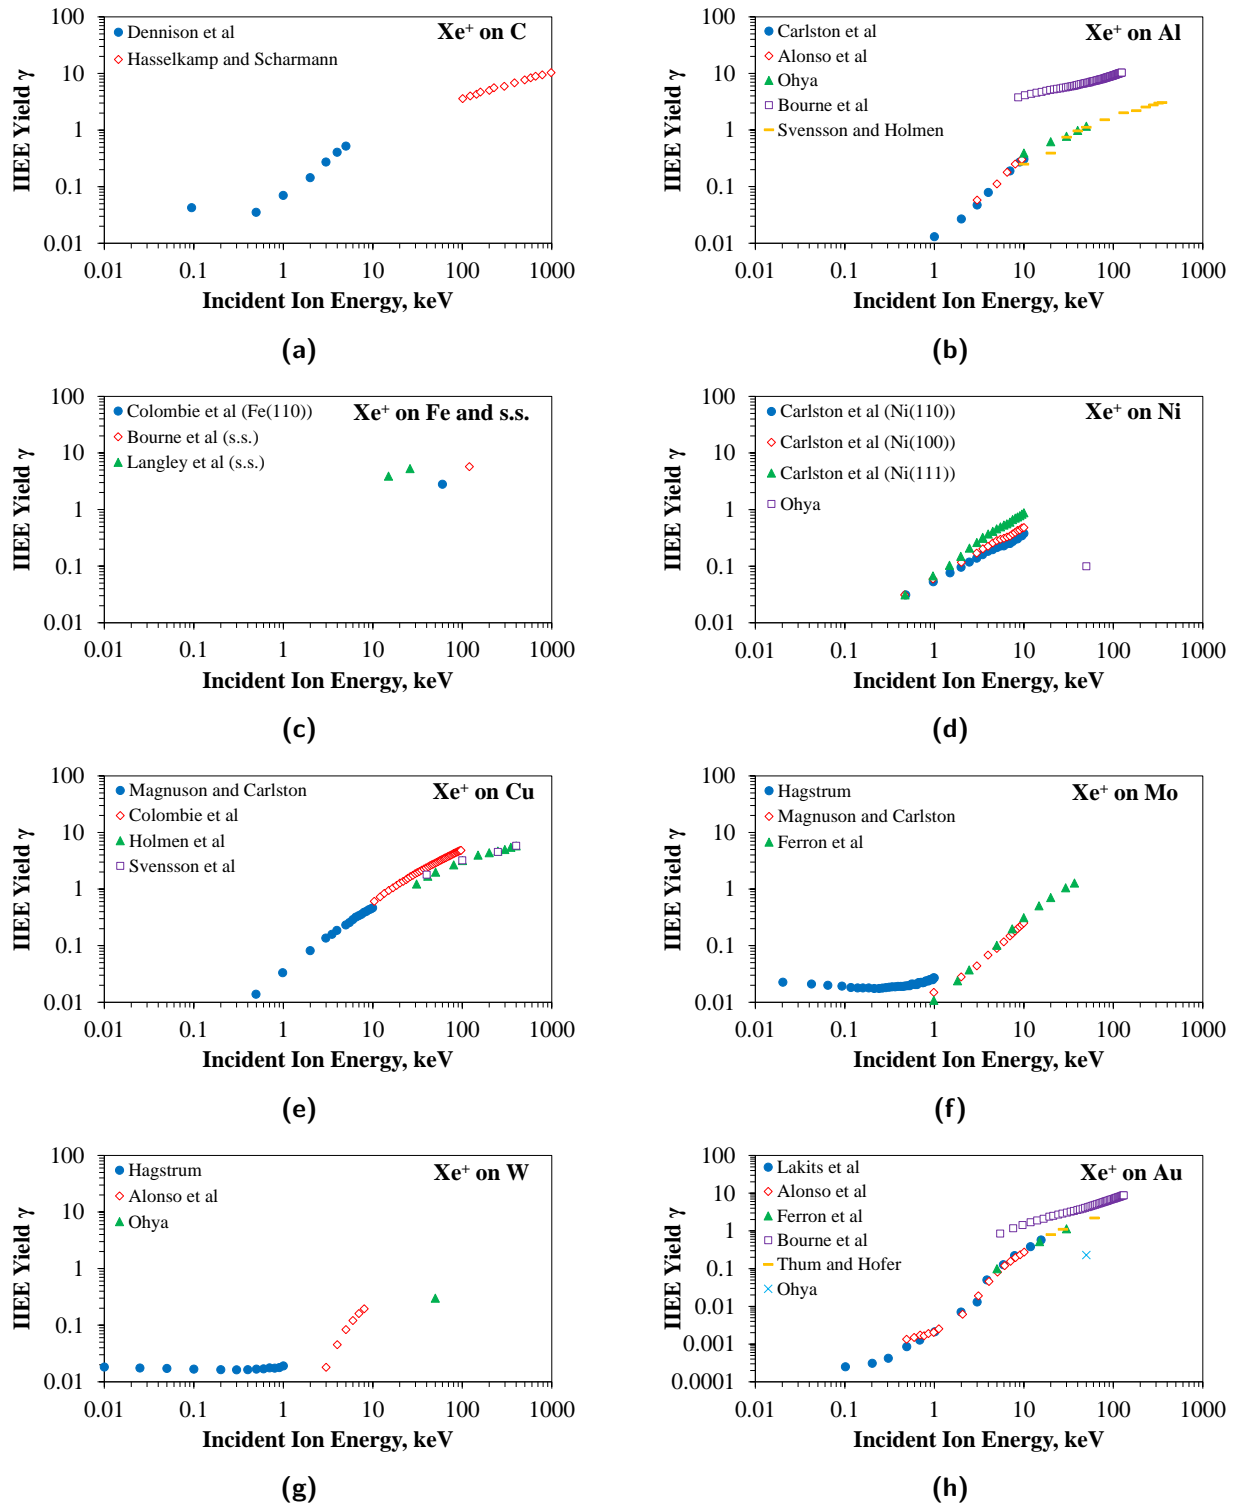 Xe⁺ on C
Dennison et al
Hasselkamp and Scharmann
IIEE Yield γ
100
10
1
0.1
0.01
0.01 0.1 1 10 100 1000
Incident Ion Energy, keV
(a)
Xe⁺ on Al
Carlston et al
Alonso et al
Ohya
Bourne et al
Svensson and Holmen
IIEE Yield γ
100
10
1
0.1
0.01
0.01 0.1 1 10 100 1000
Incident Ion Energy, keV
(b)
Xe⁺ on Fe and s.s.
Colombie et al (Fe(110))
Bourne et al (s.s.)
Langley et al (s.s.)
IIEE Yield γ
100
10
1
0.1
0.01
0.01 0.1 1 10 100 1000
Incident Ion Energy, keV
(c)
Xe⁺ on Ni
Carlston et al (Ni(110))
Carlston et al (Ni(100))
Carlston et al (Ni(111))
Ohya
IIEE Yield γ
100
10
1
0.1
0.01
0.01 0.1 1 10 100 1000
Incident Ion Energy, keV
(d)
Xe⁺ on Cu
Magnuson and Carlston
Colombie et al
Holmen et al
Svensson et al
IIEE Yield γ
100
10
1
0.1
0.01
0.01 0.1 1 10 100 1000
Incident Ion Energy, keV
(e)
Xe⁺ on Mo
Hagstrum
Magnuson and Carlston
Ferron et al
IIEE Yield γ
100
10
1
0.1
0.01
0.01 0.1 1 10 100 1000
Incident Ion Energy, keV
(f)
Xe⁺ on W
Hagstrum
Alonso et al
Ohya
IIEE Yield γ
100
10
1
0.1
0.01
0.01 0.1 1 10 100 1000
Incident Ion Energy, keV
(g)
Xe⁺ on Au
Lakits et al
Alonso et al
Ferron et al
Bourne et al
Thum and Hofer
Ohya
IIEE Yield γ
100
10
1
0.1
0.01
0.001
0.0001
0.01 0.1 1 10 100 1000
Incident Ion Energy, keV
(h)